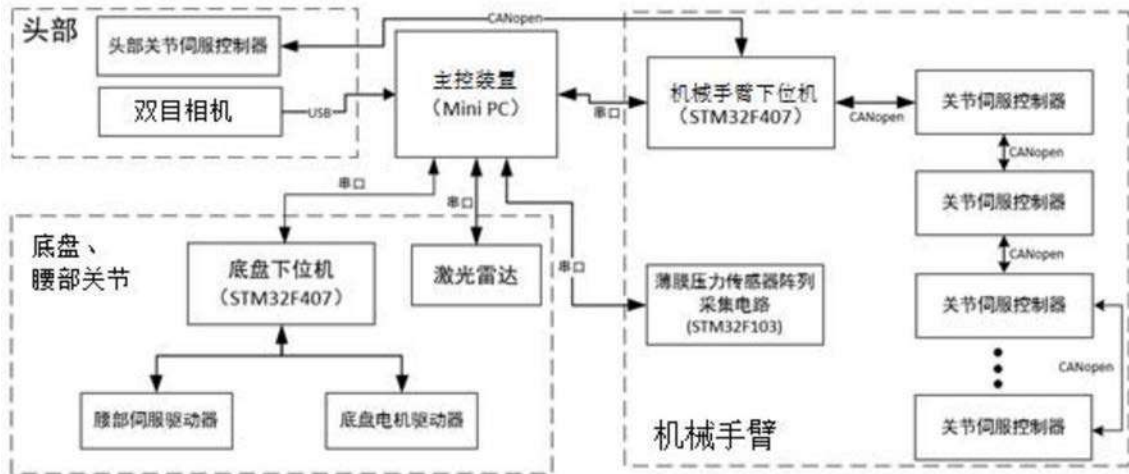 头部
头部关节伺服控制器
双目相机
USB
CANopen
主控装置
（Mini PC）
串口
机械手臂下位机
（STM32F407）
CANopen
关节伺服控制器
CANopen
关节伺服控制器
CANopen
关节伺服控制器
CANopen
关节伺服控制器
串口
串口
串口
底盘、
腰部关节
底盘下位机
（STM32F407）
激光雷达
薄膜压力传感器阵列
采集电路
(STM32F103)
腰部伺服驱动器
底盘电机驱动器
机械手臂